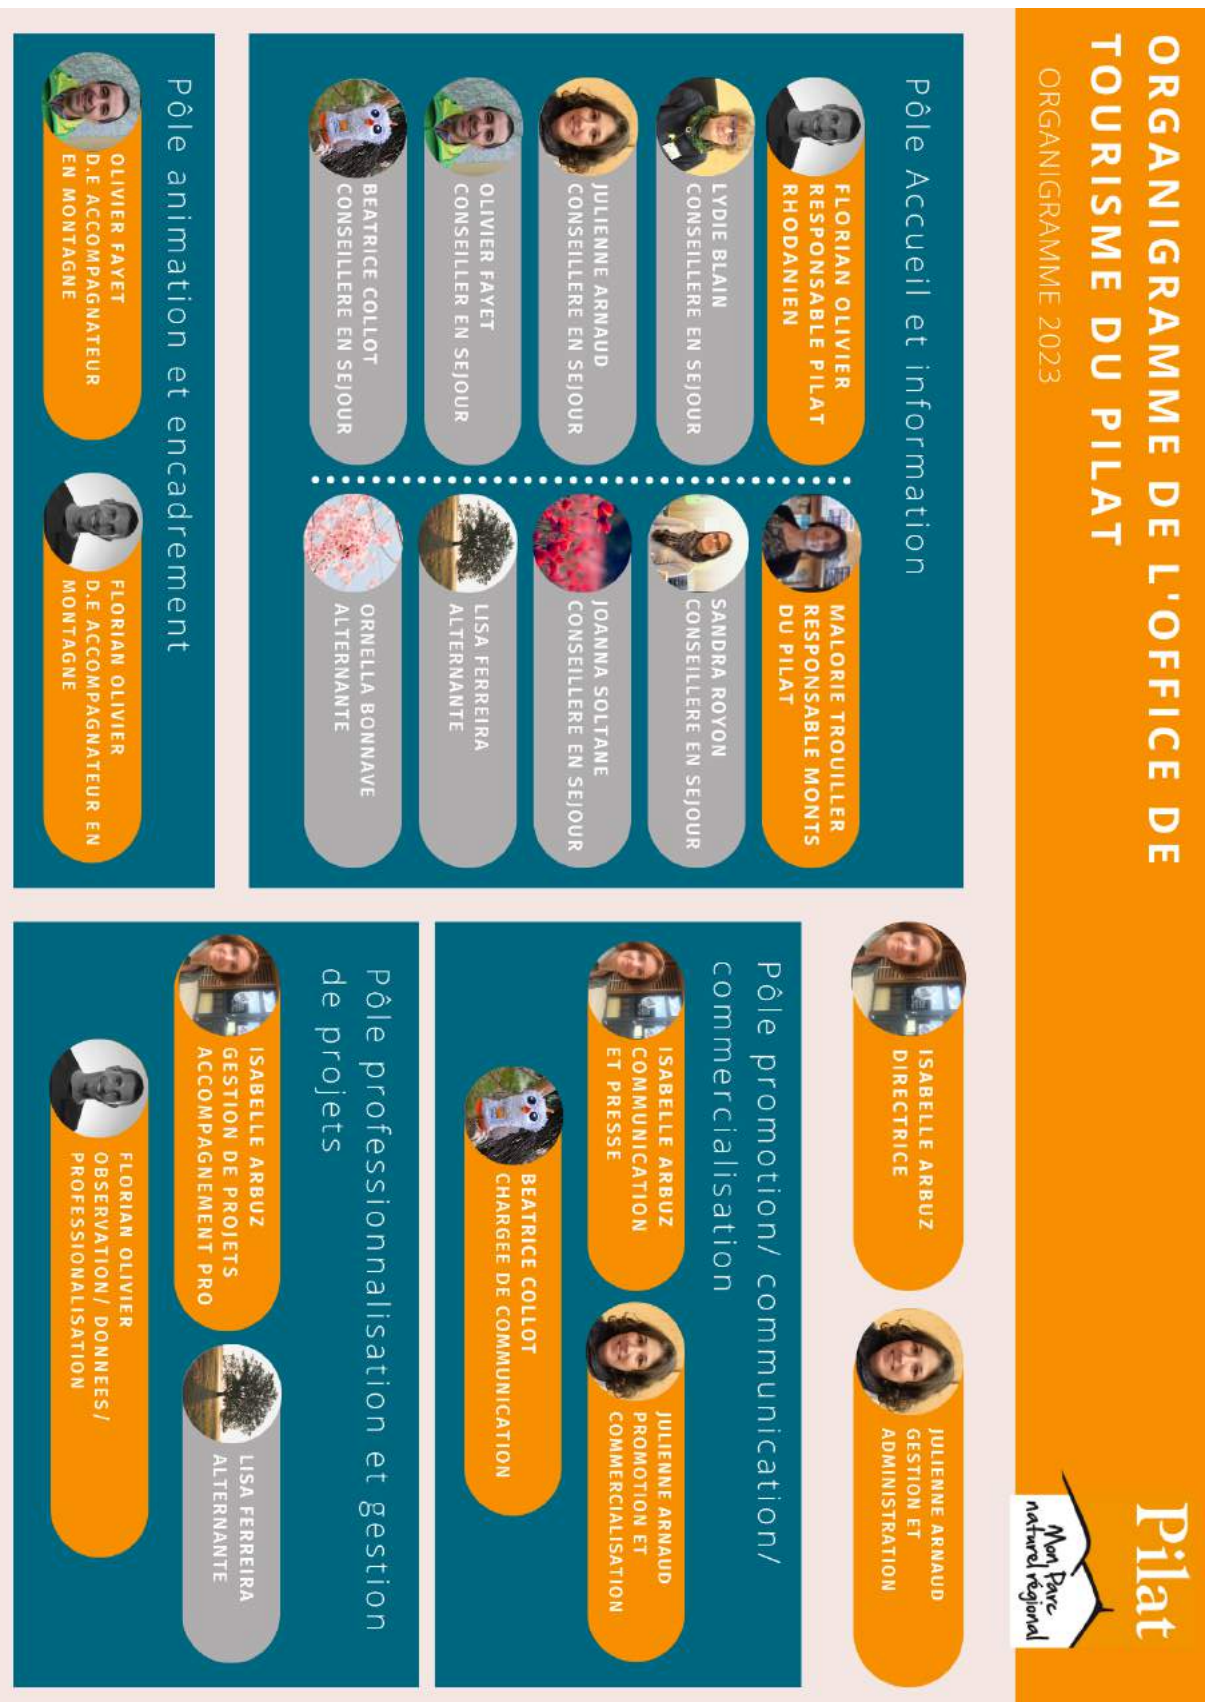 ORGANIGRAMME DE L'OFFICE DE
TOURISME DU PILAT
ORGANIGRAMME 2023
Pilat
Mon Parc
naturel régional
ISABELLE ARBUZ
DIRECTRICE
JULIENNE ARNAUD
GESTION ET
ADMINISTRATION
Pôle Accueil et information
FLORIAN OLIVIER
RESPONSABLE PILAT
RHODANIEN
LYDIE BLAIN
CONSEILLERE EN SEJOUR
JULIENNE ARNAUD
CONSEILLERE EN SEJOUR
OLIVIER FAYET
CONSEILLER EN SEJOUR
BEATRICE COLLOT
CONSEILLERE EN SEJOUR
MALORIE TROUILLER
RESPONSABLE MONTS
DU PILAT
SANDRA ROYON
CONSEILLERE EN SEJOUR
JOANNA SOLTANE
CONSEILLERE EN SEJOUR
LISA FERREIRA
ALTERNANTE
ORNELLA BONNAVE
ALTERNANTE
Pôle promotion/ communication/
commercialisation
ISABELLE ARBUZ
COMMUNICATION
ET PRESSE
JULIENNE ARNAUD
PROMOTION ET
COMMERCIALISATION
BEATRICE COLLOT
CHARGEE DE COMMUNICATION
Pôle animation et encadrement
OLIVIER FAYET
D.E ACCOMPAGNATEUR
EN MONTAGNE
FLORIAN OLIVIER
D.E ACCOMPAGNATEUR EN
MONTAGNE
Pôle professionnalisation et gestion
de projets
ISABELLE ARBUZ
GESTION DE PROJETS
ACCOMPAGNEMENT PRO
LISA FERREIRA
ALTERNANTE
FLORIAN OLIVIER
OBSERVATION/ DONNEES/
PROFESSIONALISATION